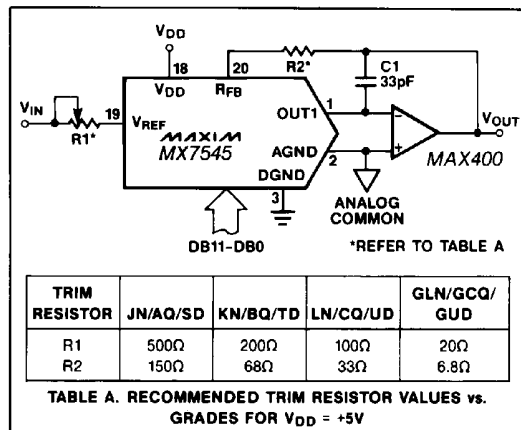 VDD
18
20
R2*
C1
33pF
VDD
RFB
VIN
R1*
19
VREF
MAXIM
MX7545
OUT1
1
AGND
2
DGND
3
−
+
MAX400
VOUT
ANALOG
COMMON
DB11-DB0
*REFER TO TABLE A
TRIM RESISTOR JN/AQ/SD KN/BQ/TD LN/CQ/UD GLN/GCQ/GUD
R1 500Ω 200Ω 100Ω 20Ω
R2 150Ω 68Ω 33Ω 6.8Ω
TABLE A. RECOMMENDED TRIM RESISTOR VALUES vs.
GRADES FOR VDD = +5V